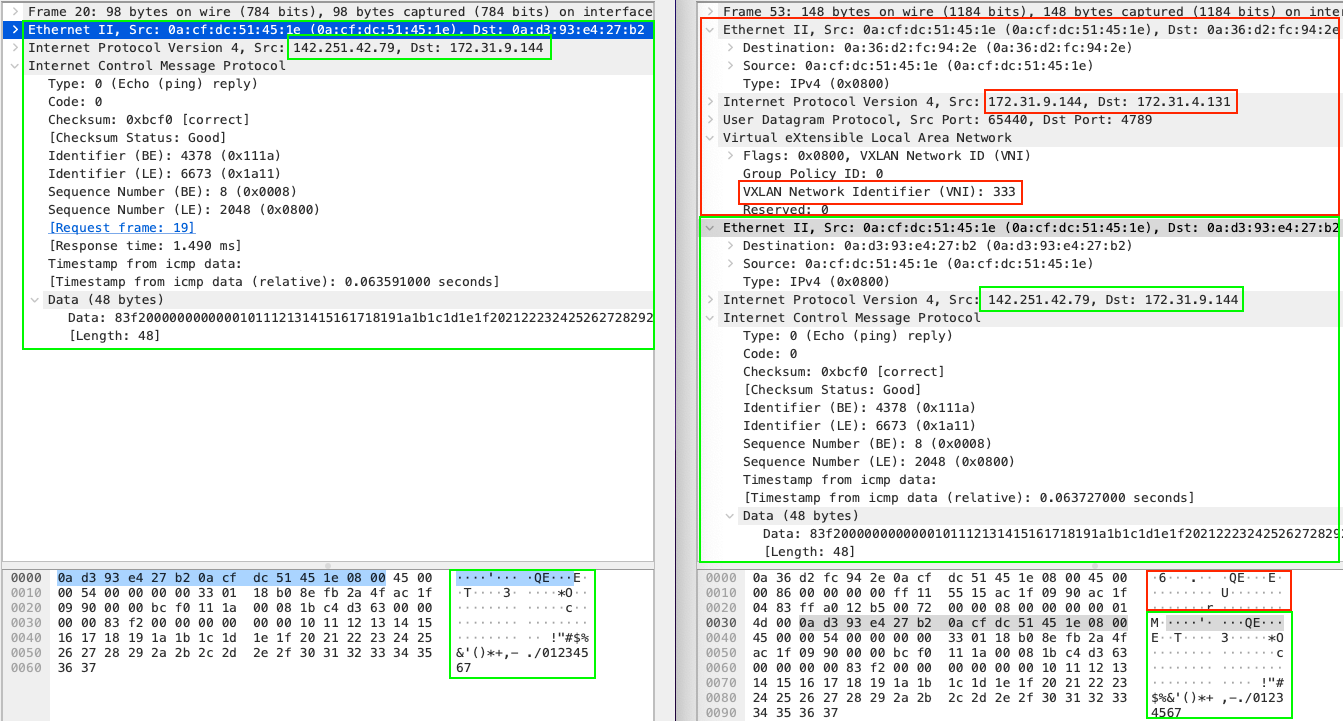 Frame 20: 98 bytes on wire (784 bits), 98 bytes captured (784 bits) on interface
Ethernet II, Src: 0a:cf:dc:51:45:1e (0a:cf:dc:51:45:1e), Dst: 0a:d3:93:e4:27:b2
Internet Protocol Version 4, Src: 142.251.42.79, Dst: 172.31.9.144
Internet Control Message Protocol
Type: 0 (Echo (ping) reply)
Code: 0
Checksum: 0xbcf0 [correct]
[Checksum Status: Good]
Identifier (BE): 4378 (0x111a)
Identifier (LE): 6673 (0x1a11)
Sequence Number (BE): 8 (0x0008)
Sequence Number (LE): 2048 (0x0800)
[Request frame: 19]
[Response time: 1.490 ms]
Timestamp from icmp data:
[Timestamp from icmp data (relative): 0.063591000 seconds]
Data (48 bytes)
Data: 83f20000000000101112131415161718191a1b1c1d1e1f202122232425262728292
[Length: 48]
0000 0a d3 93 e4 27 b2 0a cf dc 51 45 1e 08 00 45 00 ····'··· ·QE···E·
0010 00 54 00 00 00 00 33 01 18 b0 8e fb 2a 4f ac 1f ·T····3· ····*O··
0020 09 90 00 00 bc f0 11 1a 00 08 1b c4 d3 63 00 00 ········ ·····c··
0030 00 00 83 f2 00 00 00 00 00 00 10 11 12 13 14 15 ········ ········
0040 16 17 18 19 1a 1b 1c 1d 1e 1f 20 21 22 23 24 25 ········ ·· !"#$%
0050 26 27 28 29 2a 2b 2c 2d 2e 2f 30 31 32 33 34 35 &'()*+,- ./012345
0060 36 37 67
Frame 53: 148 bytes on wire (1184 bits), 148 bytes captured (1184 bits) on inter
Ethernet II, Src: 0a:cf:dc:51:45:1e (0a:cf:dc:51:45:1e), Dst: 0a:36:d2:fc:94:2e
Destination: 0a:36:d2:fc:94:2e (0a:36:d2:fc:94:2e)
Source: 0a:cf:dc:51:45:1e (0a:cf:dc:51:45:1e)
Type: IPv4 (0x0800)
Internet Protocol Version 4, Src: 172.31.9.144, Dst: 172.31.4.131
User Datagram Protocol, Src Port: 65440, Dst Port: 4789
Virtual eXtensible Local Area Network
Flags: 0x0800, VXLAN Network ID (VNI)
Group Policy ID: 0
VXLAN Network Identifier (VNI): 333
Reserved: 0
Ethernet II, Src: 0a:cf:dc:51:45:1e (0a:cf:dc:51:45:1e), Dst: 0a:d3:93:e4:27:b2
Destination: 0a:d3:93:e4:27:b2 (0a:d3:93:e4:27:b2)
Source: 0a:cf:dc:51:45:1e (0a:cf:dc:51:45:1e)
Type: IPv4 (0x0800)
Internet Protocol Version 4, Src: 142.251.42.79, Dst: 172.31.9.144
Internet Control Message Protocol
Type: 0 (Echo (ping) reply)
Code: 0
Checksum: 0xbcf0 [correct]
[Checksum Status: Good]
Identifier (BE): 4378 (0x111a)
Identifier (LE): 6673 (0x1a11)
Sequence Number (BE): 8 (0x0008)
Sequence Number (LE): 2048 (0x0800)
Timestamp from icmp data:
[Timestamp from icmp data (relative): 0.063727000 seconds]
Data (48 bytes)
Data: 83f20000000000101112131415161718191a1b1c1d1e1f20212223242526272829
[Length: 48]
0000 0a 36 d2 fc 94 2e 0a cf dc 51 45 1e 08 00 45 00 ·6···.·· ·QE···E·
0010 00 86 00 00 00 00 ff 11 55 15 ac 1f 09 90 ac 1f ········ U·······
0020 04 83 ff a0 12 b5 00 72 00 00 08 00 00 00 00 01 ·······r ········
0030 4d 00 0a d3 93 e4 27 b2 0a cf dc 51 45 1e 08 00 M·····'· ···QE···
0040 45 00 00 54 00 00 00 00 33 01 18 b0 8e fb 2a 4f E··T···· 3·····*O
0050 ac 1f 09 90 00 00 bc f0 11 1a 00 08 1b c4 d3 63 ········ ·······c
0060 00 00 00 00 83 f2 00 00 00 00 00 00 10 11 12 13 ········ ········
0070 14 15 16 17 18 19 1a 1b 1c 1d 1e 1f 20 21 22 23 ········ ···· !"#
0080 24 25 26 27 28 29 2a 2b 2c 2d 2e 2f 30 31 32 33 $%&'()*+ ,-./0123
0090 34 35 36 37 4567